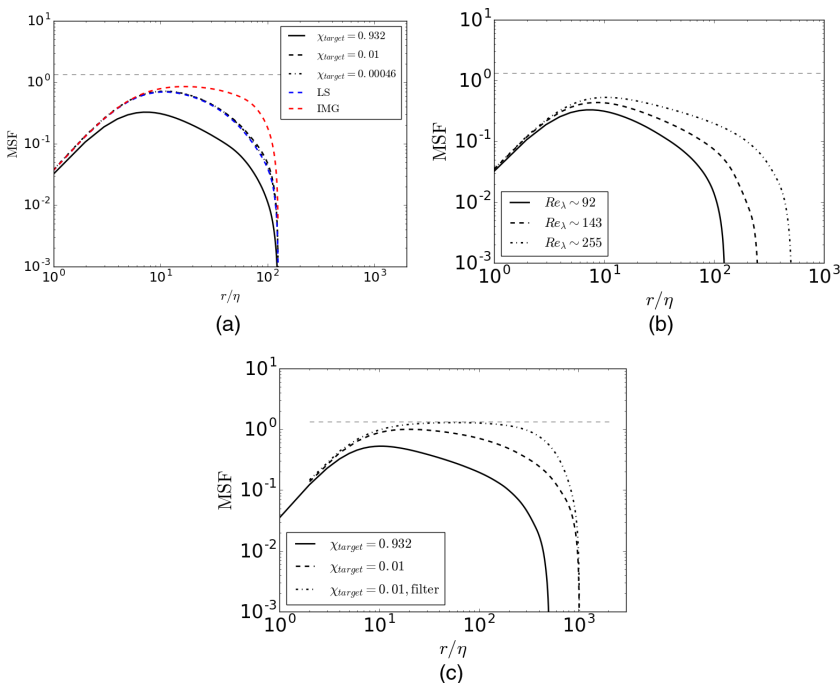 10^1
10^0
10^-1
10^-2
10^-3
MSF
χ_target = 0.932
χ_target = 0.01
χ_target = 0.00046
LS
IMG
10^0
10^1
10^2
10^3
r/η
(a)
10^1
10^0
10^-1
10^-2
10^-3
MSF
Re_λ ∼ 92
Re_λ ∼ 143
Re_λ ∼ 255
10^0
10^1
10^2
10^3
r/η
(b)
10^1
10^0
10^-1
10^-2
10^-3
MSF
χ_target = 0.932
χ_target = 0.01
χ_target = 0.01, filter
10^0
10^1
10^2
10^3
r/η
(c)